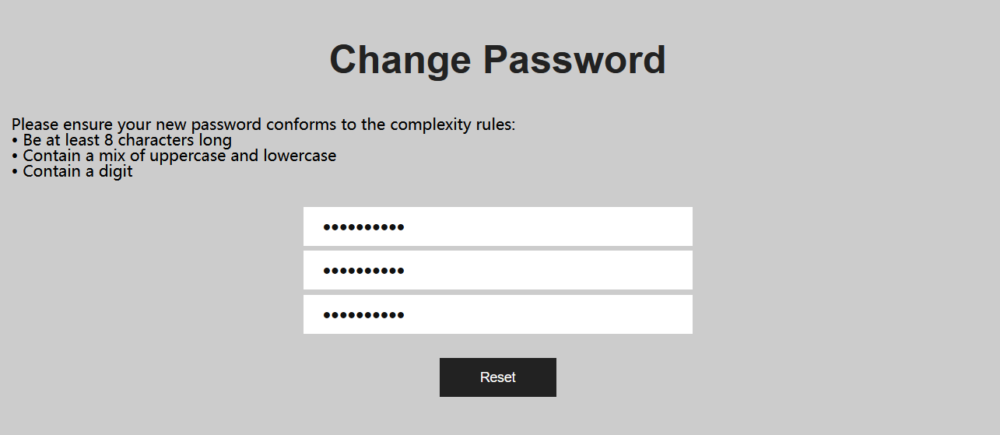 Change Password
Please ensure your new password conforms to the complexity rules:
• Be at least 8 characters long
• Contain a mix of uppercase and lowercase
• Contain a digit
••••••••••
••••••••••
••••••••••
Reset